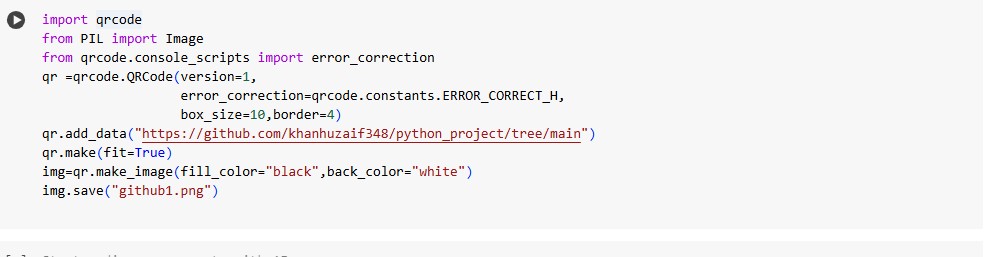 import qrcode
from PIL import Image
from qrcode.console_scripts import error_correction
qr =qrcode.QRCode(version=1,
error_correction=qrcode.constants.ERROR_CORRECT_H,
box_size=10,border=4)
qr.add_data("https://github.com/khanhuzaif348/python_project/tree/main")
qr.make(fit=True)
img=qr.make_image(fill_color="black",back_color="white")
img.save("github1.png")